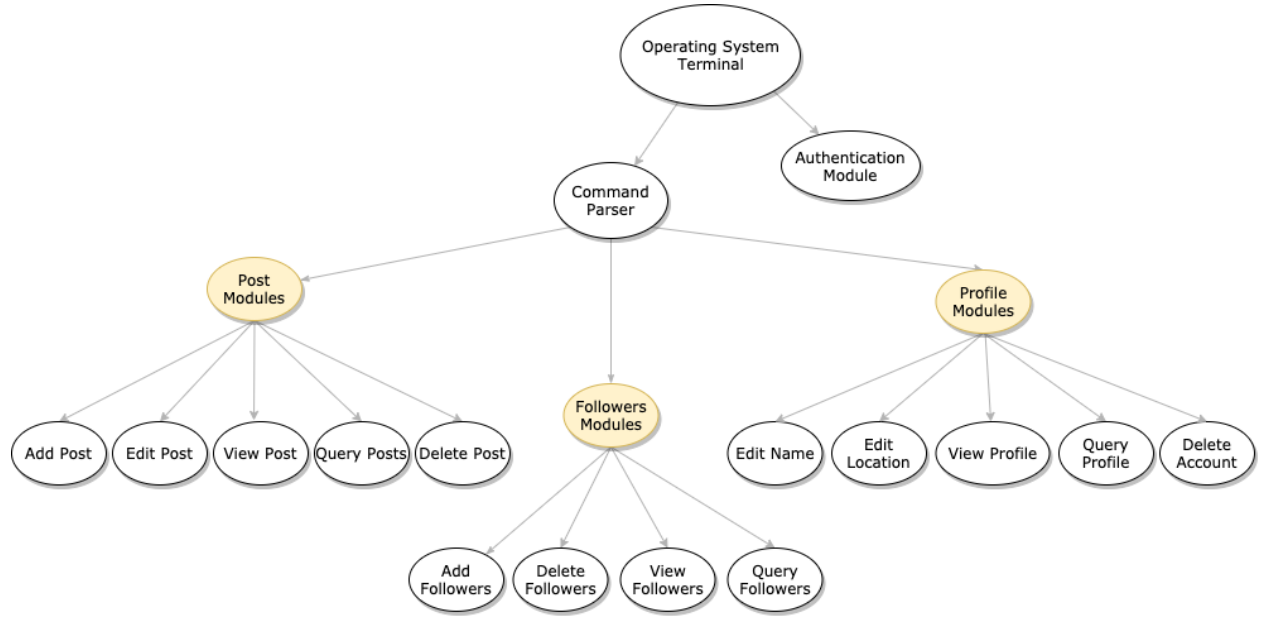 Operating System
Terminal
Authentication
Module
Command
Parser
Post
Modules
Profile
Modules
Followers
Modules
Add Post
Edit Post
View Post
Query Posts
Delete Post
Edit Name
Edit
Location
View Profile
Query
Profile
Delete
Account
Add
Followers
Delete
Followers
View
Followers
Query
Followers